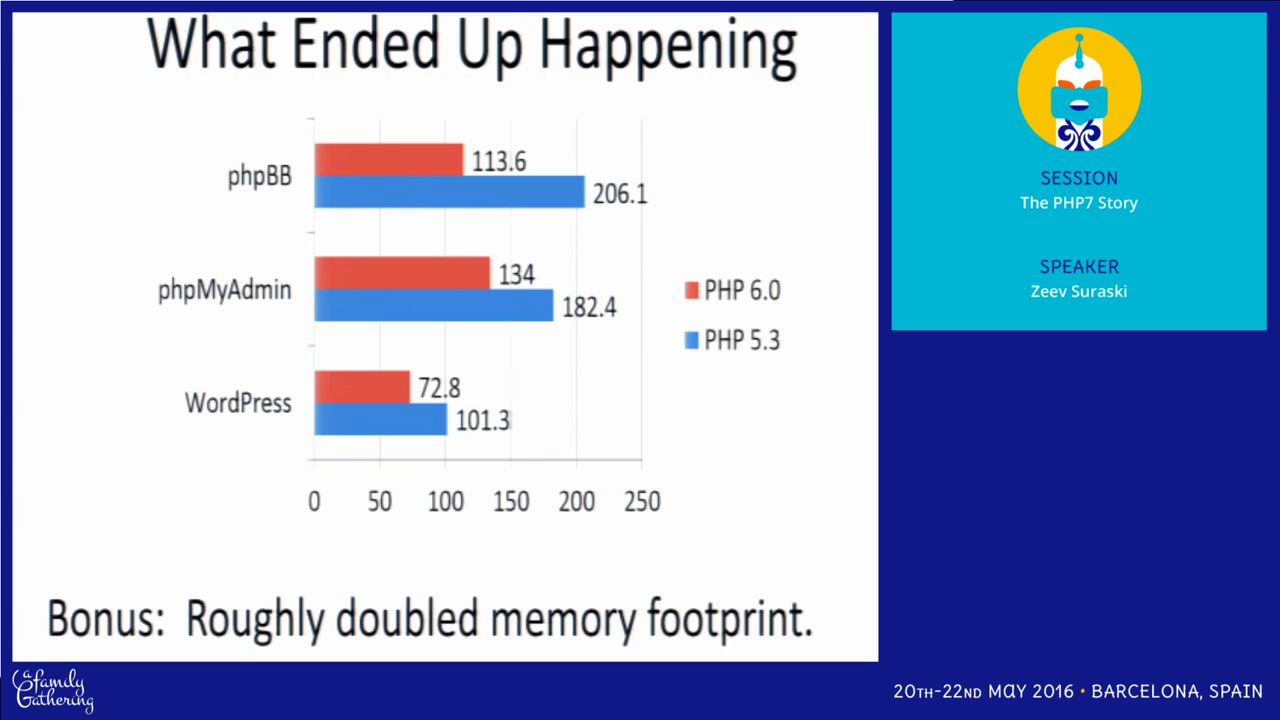 What Ended Up Happening
phpBB
113.6
206.1
phpMyAdmin
134
182.4
WordPress
72.8
101.3
PHP 6.0
PHP 5.3
0 50 100 150 200 250
Bonus: Roughly doubled memory footprint.
SESSION
The PHP7 Story
SPEAKER
Zeev Suraski
a family
Gathering
20TH-22ND MAY 2016 • BARCELONA, SPAIN